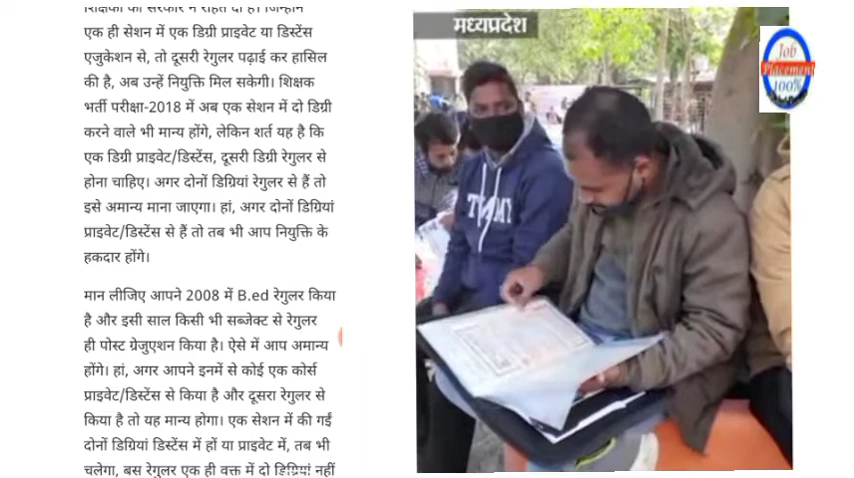 शिक्षकों को सरकार ने राहत दी है। जिन्होंने
एक ही सेशन में एक डिग्री प्राइवेट या डिस्टेंस
एजुकेशन से, तो दूसरी रेगुलर पढ़ाई कर हासिल
की है, अब उन्हें नियुक्ति मिल सकेगी। शिक्षक
भर्ती परीक्षा-2018 में अब एक सेशन में दो डिग्री
करने वाले भी मान्य होंगे, लेकिन शर्त यह है कि
एक डिग्री प्राइवेट/डिस्टेंस, दूसरी डिग्री रेगुलर से
होना चाहिए। अगर दोनों डिग्रियां रेगुलर से हैं तो
इसे अमान्य माना जाएगा। हां, अगर दोनों डिग्रियां
प्राइवेट/डिस्टेंस से हैं तो तब भी आप नियुक्ति के
हकदार होंगे।
मान लीजिए आपने 2008 में B.ed रेगुलर किया
है और इसी साल किसी भी सब्जेक्ट से रेगुलर
ही पोस्ट ग्रेजुएशन किया है। ऐसे में आप अमान्य
होंगे। हां, अगर आपने इनमें से कोई एक कोर्स
प्राइवेट/डिस्टेंस से किया है और दूसरा रेगुलर से
किया है तो यह मान्य होगा। एक सेशन में की गईं
दोनों डिग्रियां डिस्टेंस में हों या प्राइवेट में, तब भी
चलेगा, बस रेगुलर एक ही वक्त में दो डिग्रियां नहीं
मध्यप्रदेश
Job
Placement
100%